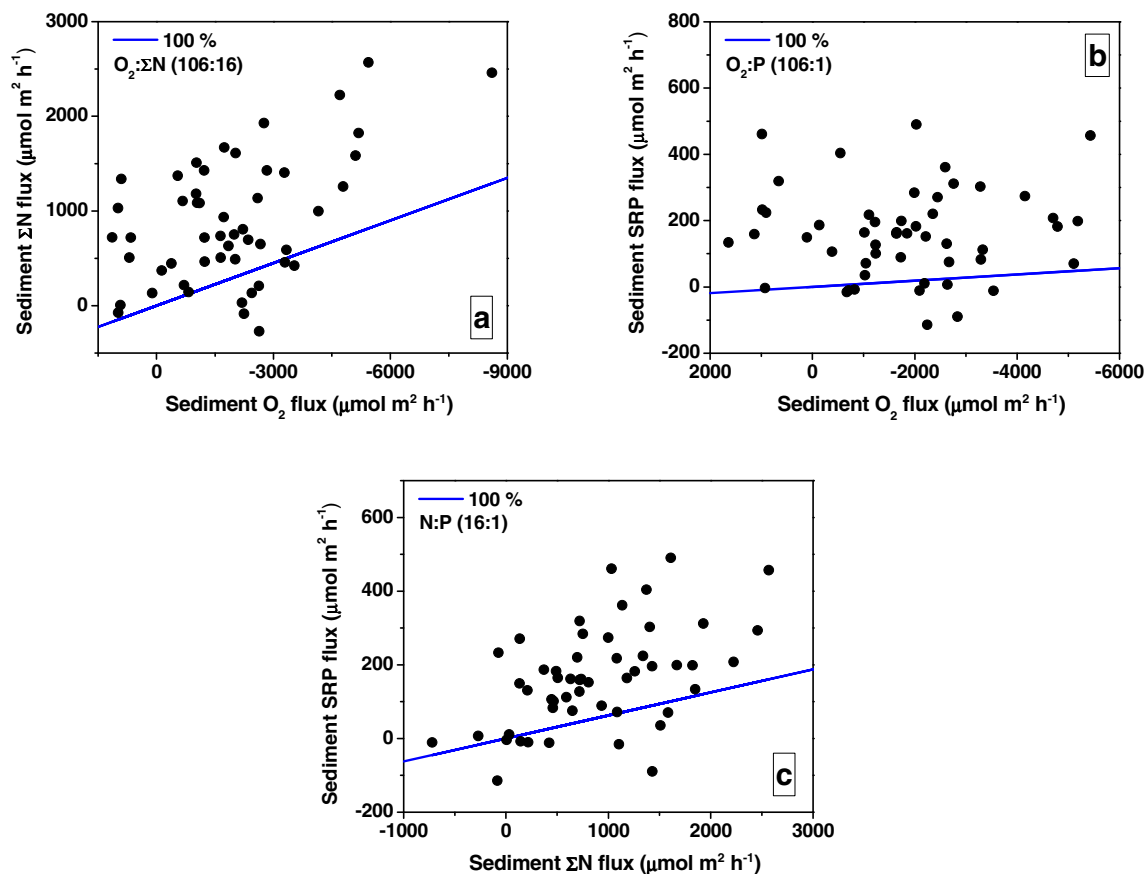 3000
2000
1000
0
Sediment ΣN flux (μmol m² h⁻¹)
100 %
O₂:ΣN (106:16)
a
0
-3000
-6000
-9000
Sediment O₂ flux (μmol m² h⁻¹)
800
600
400
200
0
-200
Sediment SRP flux (μmol m² h⁻¹)
100 %
O₂:P (106:1)
b
2000
0
-2000
-4000
-6000
Sediment O₂ flux (μmol m² h⁻¹)
600
400
200
0
-200
Sediment SRP flux (μmol m² h⁻¹)
100 %
N:P (16:1)
c
-1000
0
1000
2000
3000
Sediment ΣN flux (μmol m² h⁻¹)